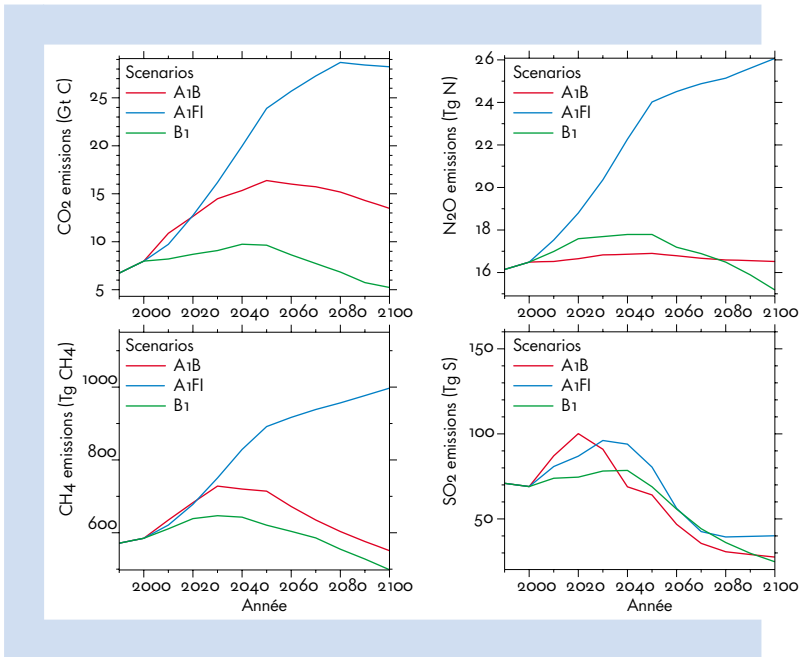 CO2 emissions (Gt C)
Scenarios
A1B
A1FI
B1
25
20
15
10
5
2000 2020 2040 2060 2080 2100
N2O emissions (Tg N)
Scenarios
A1B
A1FI
B1
26
24
22
20
18
16
2000 2020 2040 2060 2080 2100
CH4 emissions (Tg CH4)
Scenarios
A1B
A1FI
B1
1000
800
600
2000 2020 2040 2060 2080 2100
Année
SO2 emissions (Tg S)
Scenarios
A1B
A1FI
B1
150
100
50
2000 2020 2040 2060 2080 2100
Année